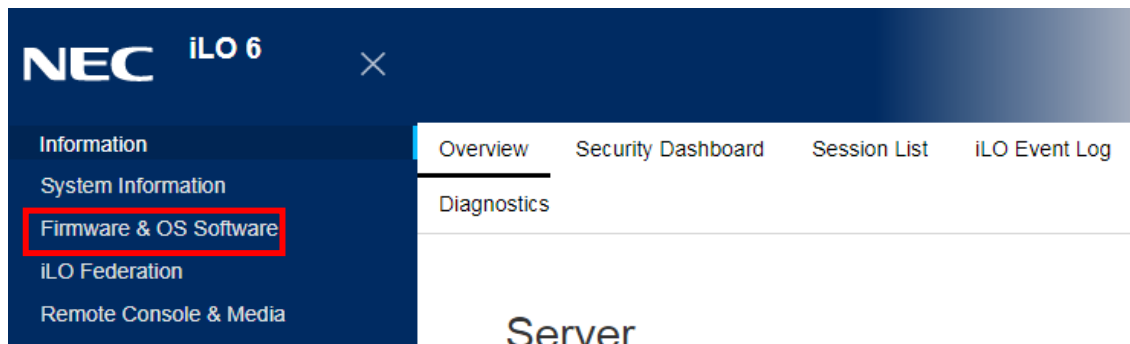 NEC iLO 6
Information
System Information
Firmware & OS Software
iLO Federation
Remote Console & Media
Overview Security Dashboard Session List iLO Event Log
Diagnostics
Server